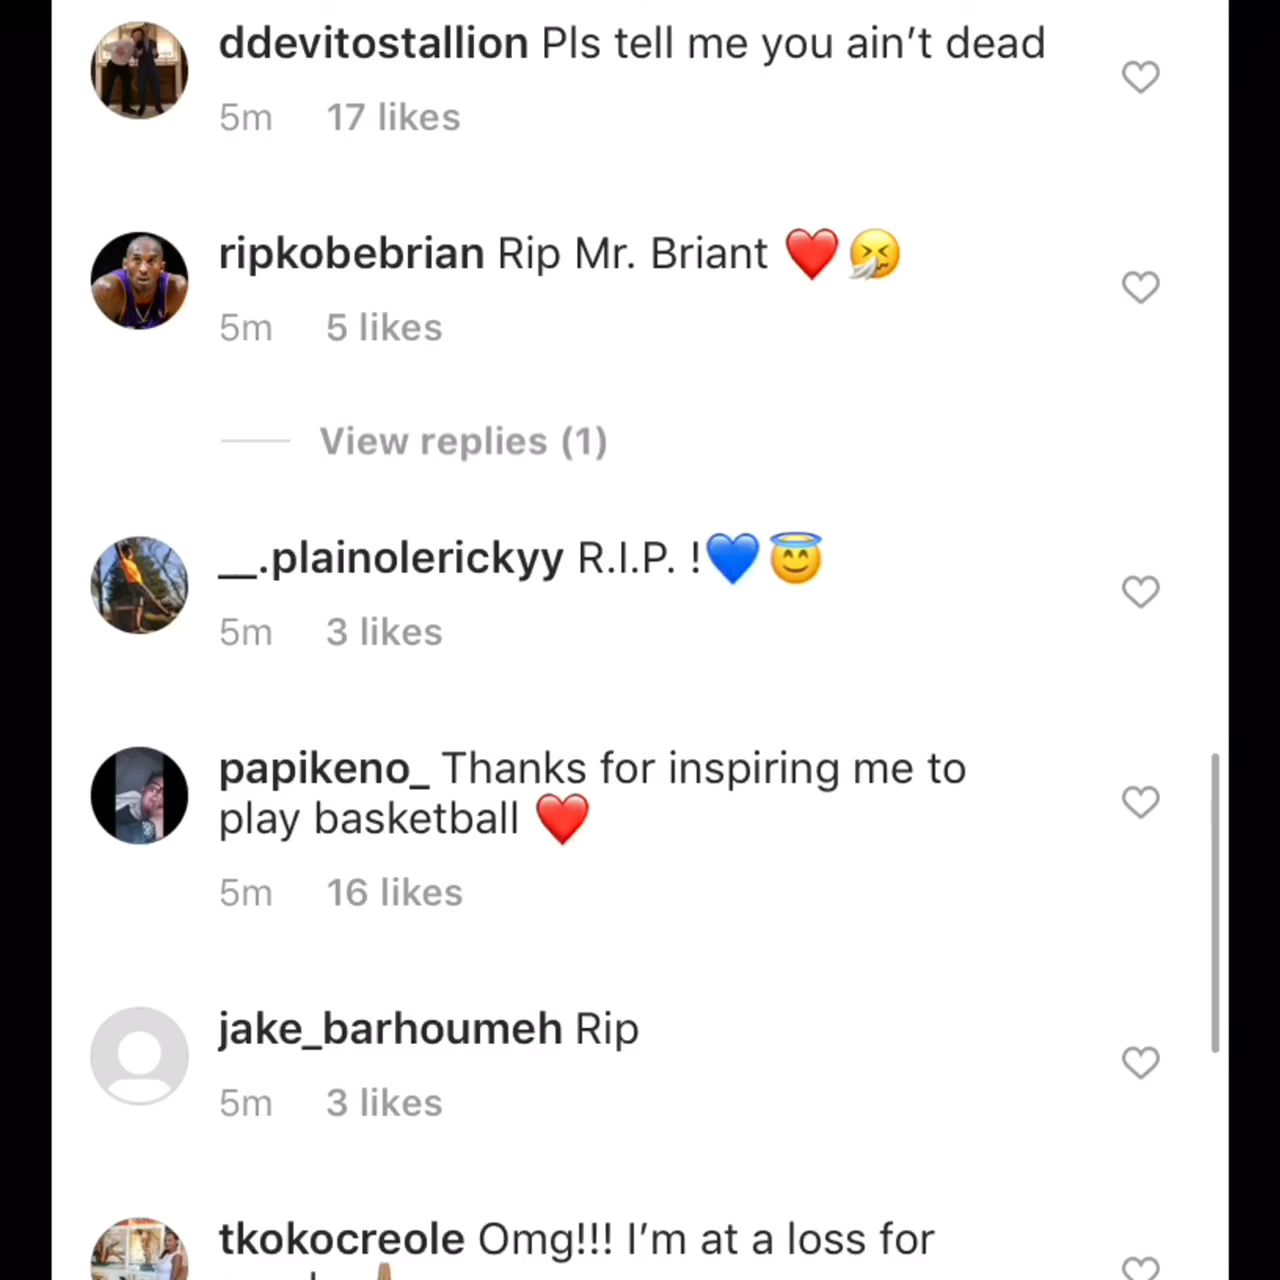 ddevitostallion Pls tell me you ain’t dead
5m 17 likes
ripkobebrian Rip Mr. Briant ❤️🤧
5m 5 likes
View replies (1)
__.plainolerickyy R.I.P. !💙😇
5m 3 likes
papikeno_ Thanks for inspiring me to
play basketball ❤️
5m 16 likes
jake_barhoumeh Rip
5m 3 likes
tkokocreole Omg!!! I’m at a loss for